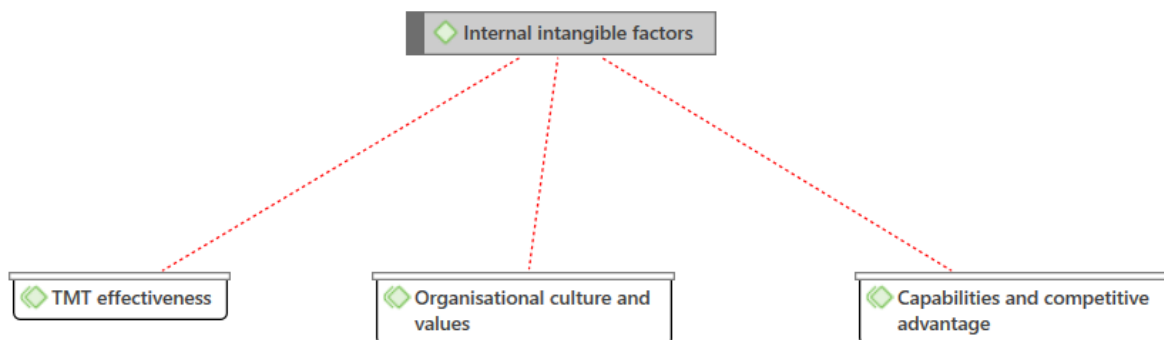 Internal intangible factors
TMT effectiveness
Organisational culture and
values
Capabilities and competitive
advantage